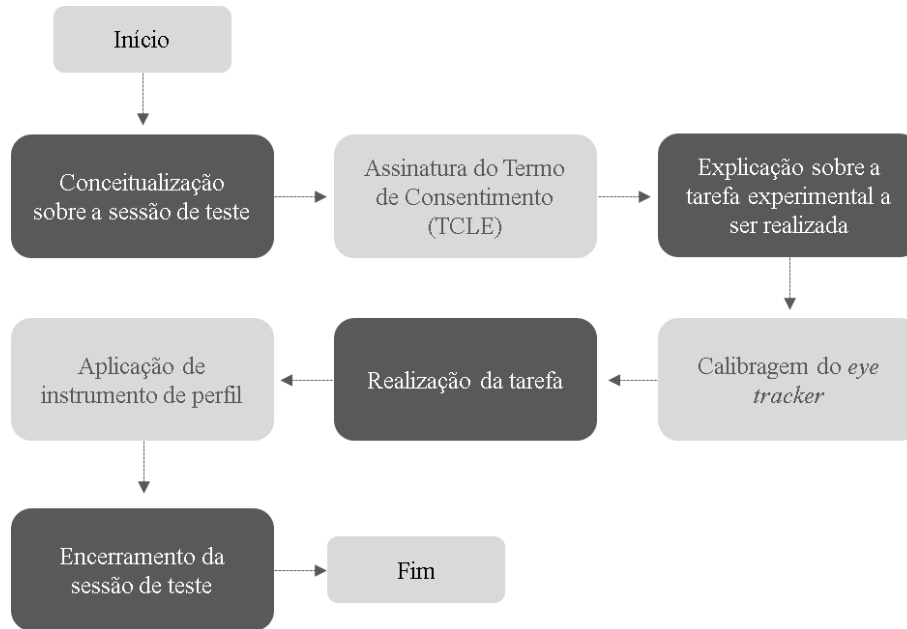 Início
Conceitualização
sobre a sessão de teste
Assinatura do Termo
de Consentimento
(TCLE)
Explicação sobre a
tarefa experimental a
ser realizada
Calibragem do eye
tracker
Realização da tarefa
Aplicação de
instrumento de perfil
Encerramento da
sessão de teste
Fim